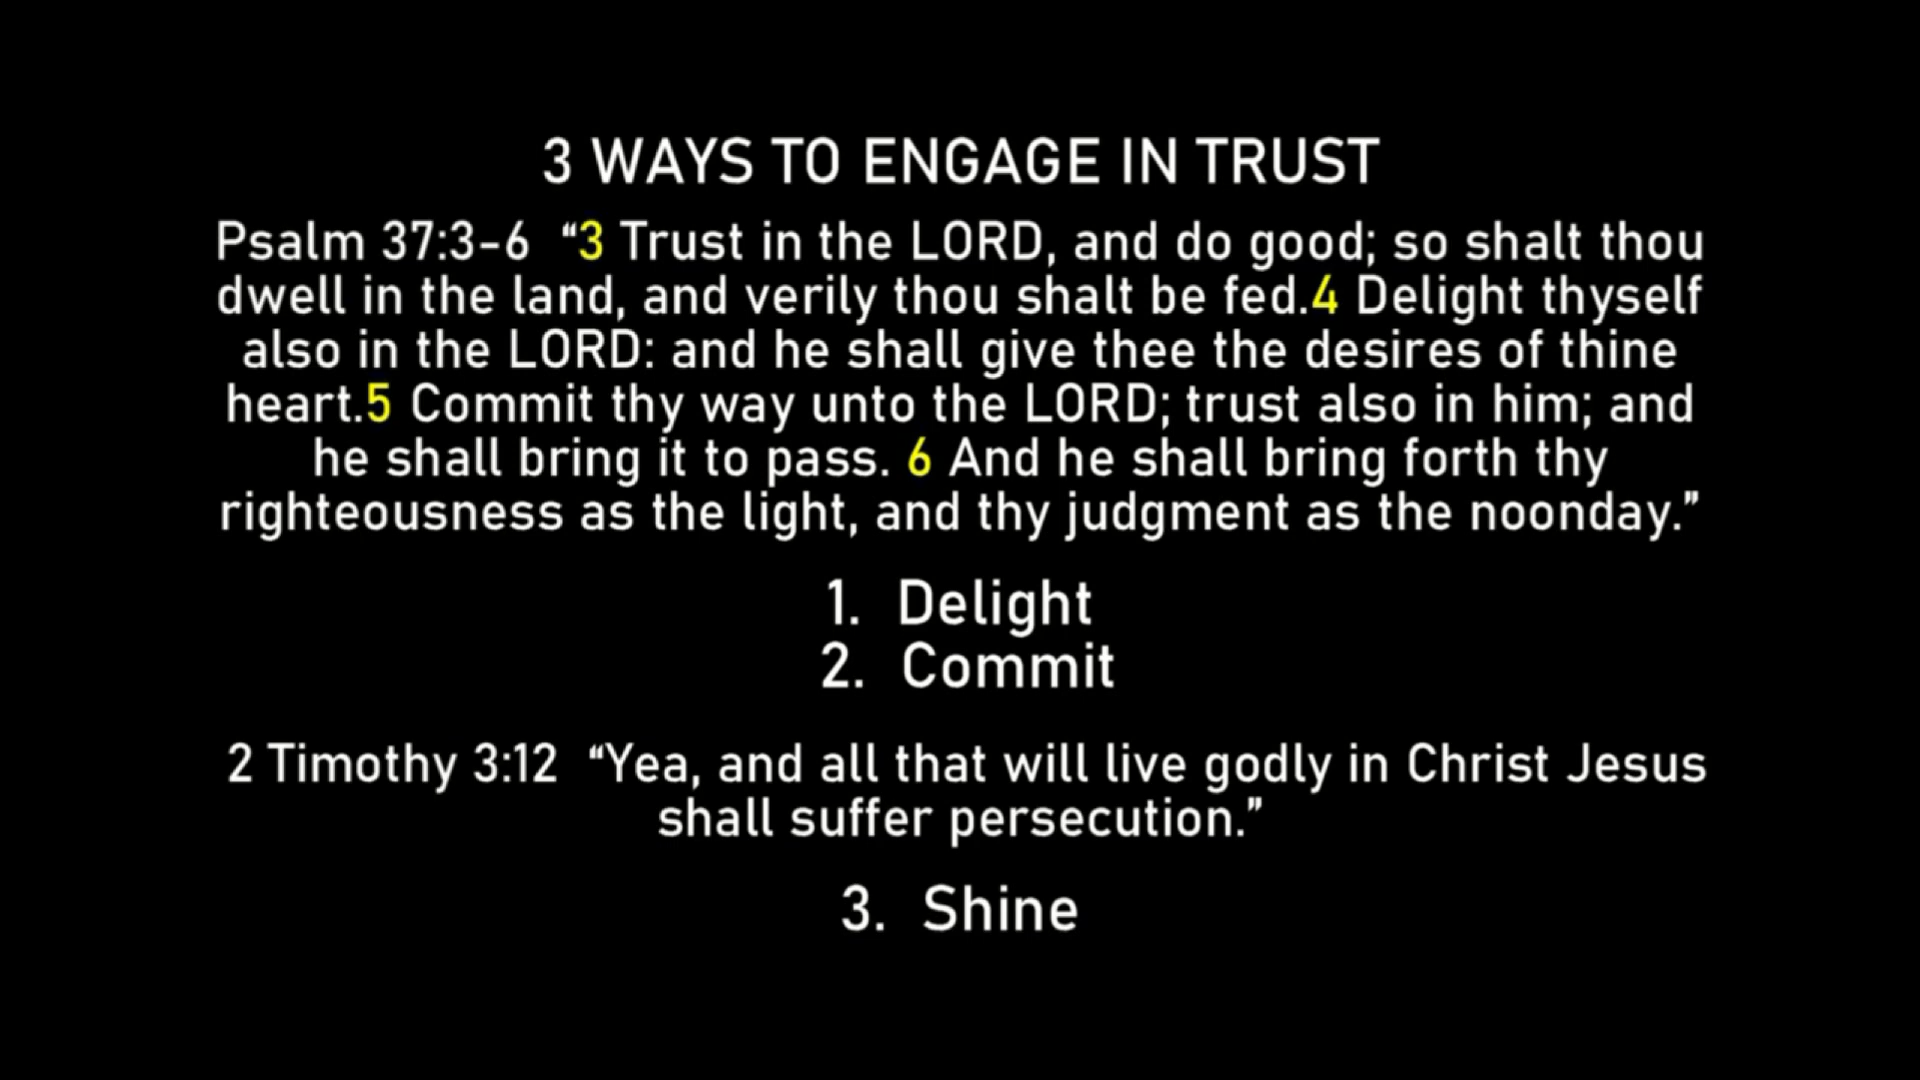 3 WAYS TO ENGAGE IN TRUST
Psalm 37:3-6  “3 Trust in the LORD, and do good; so shalt thou
dwell in the land, and verily thou shalt be fed.4 Delight thyself
also in the LORD: and he shall give thee the desires of thine
heart.5 Commit thy way unto the LORD; trust also in him; and
he shall bring it to pass. 6 And he shall bring forth thy
righteousness as the light, and thy judgment as the noonday.”
1.  Delight
2.  Commit
2 Timothy 3:12  “Yea, and all that will live godly in Christ Jesus
shall suffer persecution.”
3.  Shine